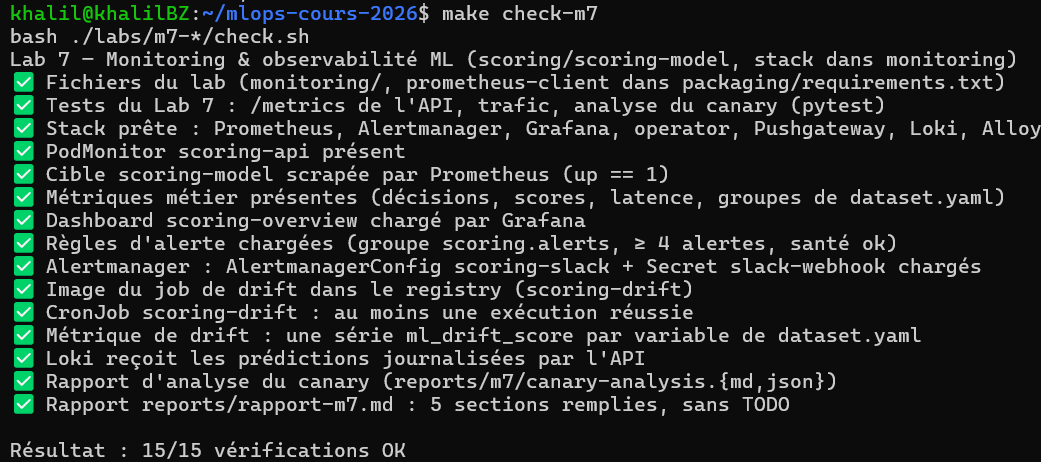 khalil@khalilBZ:~/mlops-cours-2026$ make check-m7
bash ./labs/m7-*/check.sh
Lab 7 — Monitoring & observabilité ML (scoring/scoring-model, stack dans monitoring)
✅ Fichiers du lab (monitoring/, prometheus-client dans packaging/requirements.txt)
✅ Tests du Lab 7 : /metrics de l'API, trafic, analyse du canary (pytest)
✅ Stack prête : Prometheus, Alertmanager, Grafana, operator, Pushgateway, Loki, Alloy
✅ PodMonitor scoring-api présent
✅ Cible scoring-model scrapée par Prometheus (up == 1)
✅ Métriques métier présentes (décisions, scores, latence, groupes de dataset.yaml)
✅ Dashboard scoring-overview chargé par Grafana
✅ Règles d'alerte chargées (groupe scoring.alerts, ≥ 4 alertes, santé ok)
✅ Alertmanager : AlertmanagerConfig scoring-slack + Secret slack-webhook chargés
✅ Image du job de drift dans le registry (scoring-drift)
✅ CronJob scoring-drift : au moins une exécution réussie
✅ Métrique de drift : une série ml_drift_score par variable de dataset.yaml
✅ Loki reçoit les prédictions journalisées par l'API
✅ Rapport d'analyse du canary (reports/m7/canary-analysis.{md,json})
✅ Rapport reports/rapport-m7.md : 5 sections remplies, sans TODO
Résultat : 15/15 vérifications OK